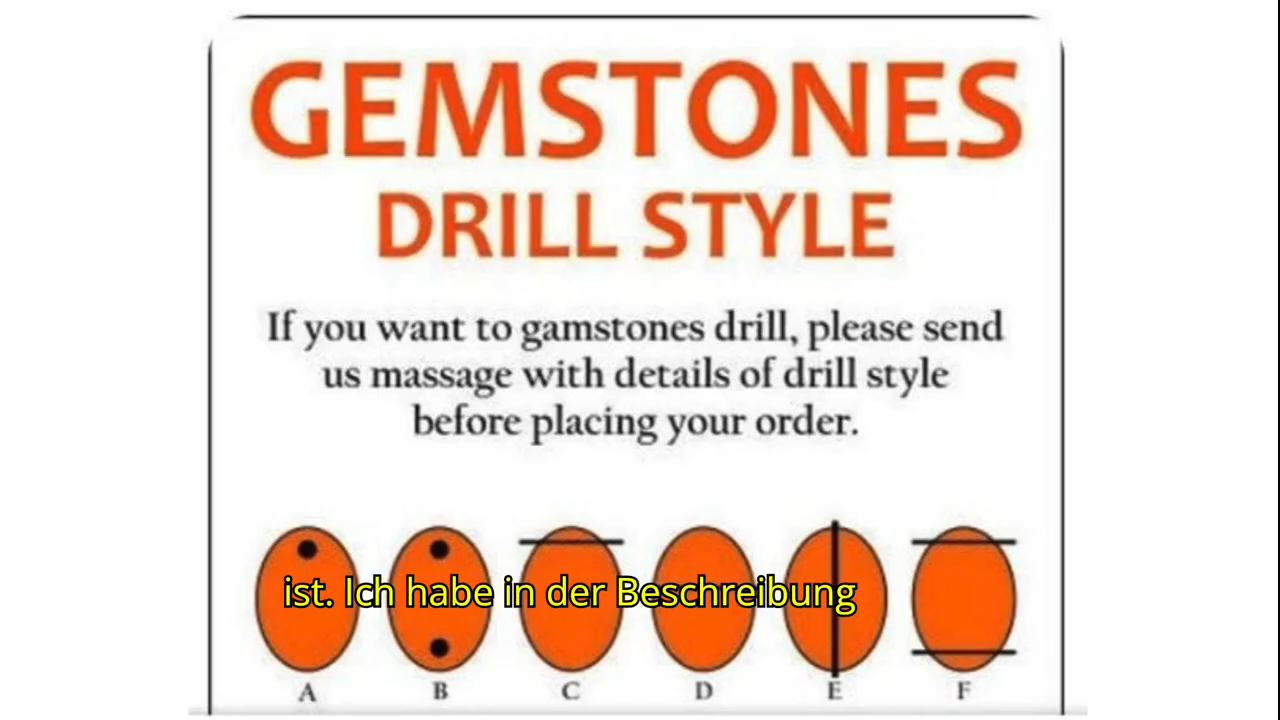 GEMSTONES
DRILL STYLE
If you want to gamstones drill, please send
us massage with details of drill style
before placing your order.
ist. Ich habe in der Beschreibung
A B C D E F